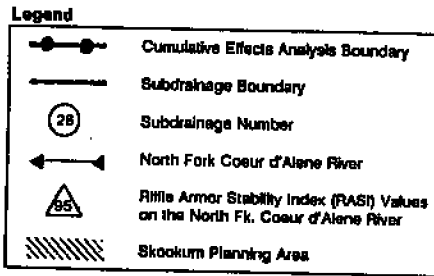 Legend
Cumulative Effects Analysis Boundary
Subdrainage Boundary
28
Subdrainage Number
North Fork Coeur d'Alene River
95
Riffle Armor Stability Index (RASI) Values
on the North Fk. Coeur d'Alene River
Skookum Planning Area